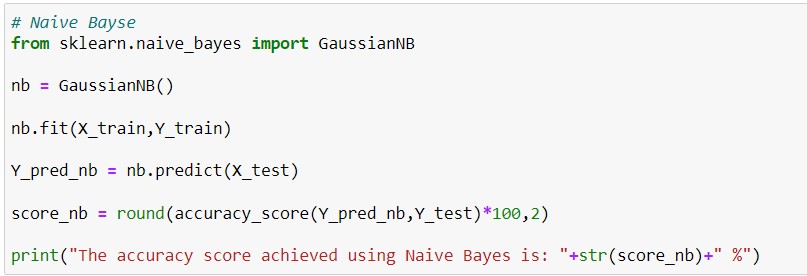 # Naive Bayse
from sklearn.naive_bayes import GaussianNB
nb = GaussianNB()
nb.fit(X_train,Y_train)
Y_pred_nb = nb.predict(X_test)
score_nb = round(accuracy_score(Y_pred_nb,Y_test)*100,2)
print("The accuracy score achieved using Naive Bayes is: "+str(score_nb)+" %")